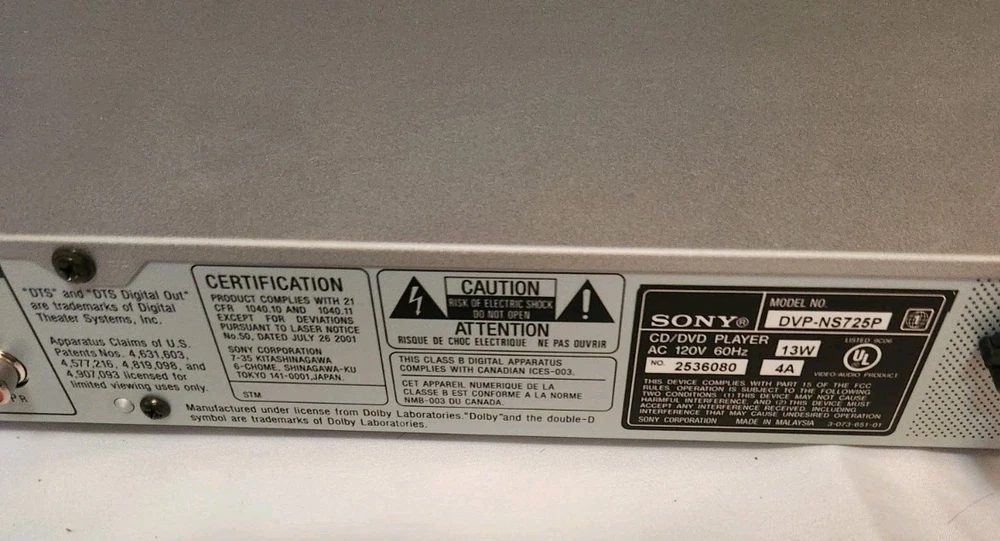 "DTS" and "DTS Digital Out"
are trademarks of Digital
Theater Systems, Inc.
Apparatus Claims of U.S.
Patents Nos. 4,631,603,
4,577,216, 4,819,098, and
4,907,093 licensed for
limited viewing uses only.
CERTIFICATION
PRODUCT COMPLIES WITH 21
CFR 1040.10 AND 1040.11
EXCEPT FOR DEVIATIONS
PURSUANT TO LASER NOTICE
No.50, DATED JULY 26 2001
SONY CORPORATION
7-35 KITASHINAGAWA
6-CHOME, SHINAGAWA-KU
TOKYO 141-0001,JAPAN.
STM
CAUTION
RISK OF ELECTRIC SHOCK
DO NOT OPEN
ATTENTION
RISQUE DE CHOC ELECTRIQUE NE PAS OUVRIR
THIS CLASS B DIGITAL APPARATUS
COMPLIES WITH CANADIAN ICES-003.
CET APPAREIL NUMERIQUE DE LA
CLASSE B EST CONFORME A LA NORME
NMB-003 DU CANADA.
Manufactured under license from Dolby Laboratories."Dolby"and the double-D
symbol are trademarks of Dolby Laboratories.
SONY®
MODEL NO.
DVP-NS725P
CD/DVD PLAYER
AC 120V 60Hz 13W
NO. 2536080 4A
LISTED 5C06
UL
VIDEO/AUDIO PRODUCT
THIS DEVICE COMPLIES WITH PART 15 OF THE FCC
RULES OPERATION IS SUBJECT TO THE FOLLOWING
TWO CONDITIONS (1) THIS DEVICE MAY NOT CAUSE
HARMFUL INTERFERENCE, AND (2) THIS DEVICE MUST
ACCEPT ANY INTERFERENCE RECEIVED, INCLUDING
INTERFERENCE THAT MAY CAUSE UNDESIRED OPERATION
SONY CORPORATION MADE IN MALAYSIA 3-073-651-01